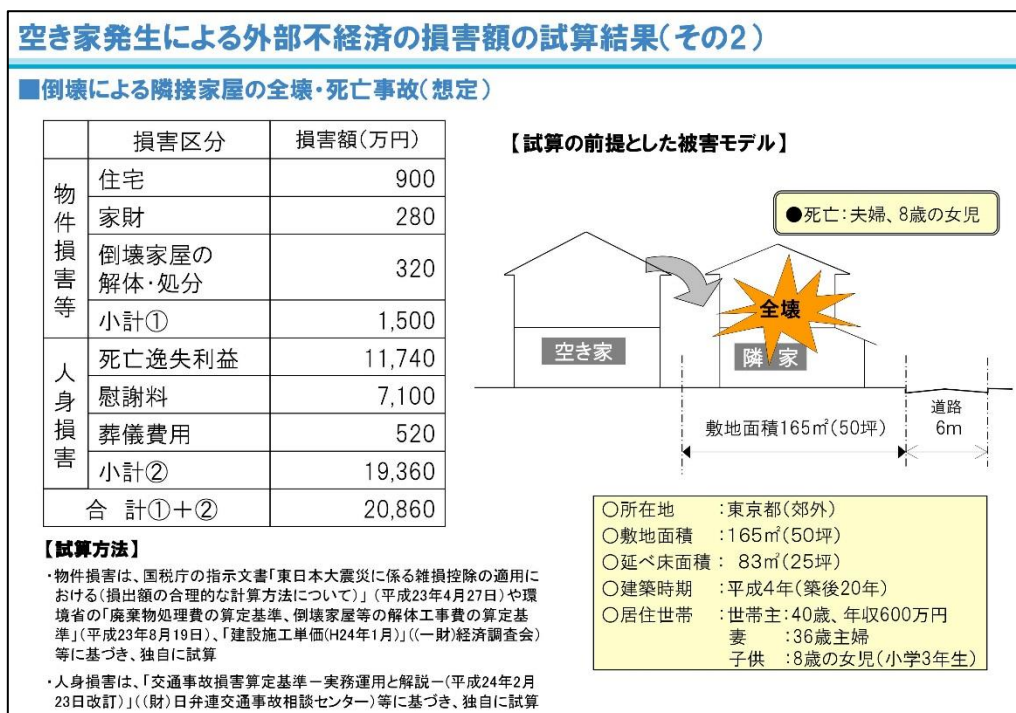 空き家発生による外部不経済の損害額の試算結果(その2)
■倒壊による隣接家屋の全壊・死亡事故(想定)
損害区分 損害額(万円)
物件損害等
住宅 900
家財 280
倒壊家屋の
解体・処分 320
小計① 1,500
人身損害
死亡逸失利益 11,740
慰謝料 7,100
葬儀費用 520
小計② 19,360
合 計①+② 20,860
【試算方法】
・物件損害は、国税庁の指示文書「東日本大震災に係る雑損控除の適用に
おける(損出額の合理的な計算方法について)」(平成23年4月27日)や環
境省の「廃棄物処理費の算定基準、倒壊家屋等の解体工事費の算定基
準」(平成23年8月19日)、「建設施工単価(H24年1月)」((一財)経済調査会)
等に基づき、独自に試算
・人身損害は、「交通事故損害算定基準-実務運用と解説-(平成24年2月
23日改訂)」((財)日弁連交通事故相談センター)等に基づき、独自に試算
【試算の前提とした被害モデル】
●死亡:夫婦、8歳の女児
全壊
空き家
隣 家
道路
6m
敷地面積165㎡(50坪)
○所在地 :東京都(郊外)
○敷地面積 :165㎡(50坪)
○延べ床面積: 83㎡(25坪)
○建築時期 :平成4年(築後20年)
○居住世帯 :世帯主:40歳、年収600万円
妻 :36歳主婦
子供 :8歳の女児(小学3年生)